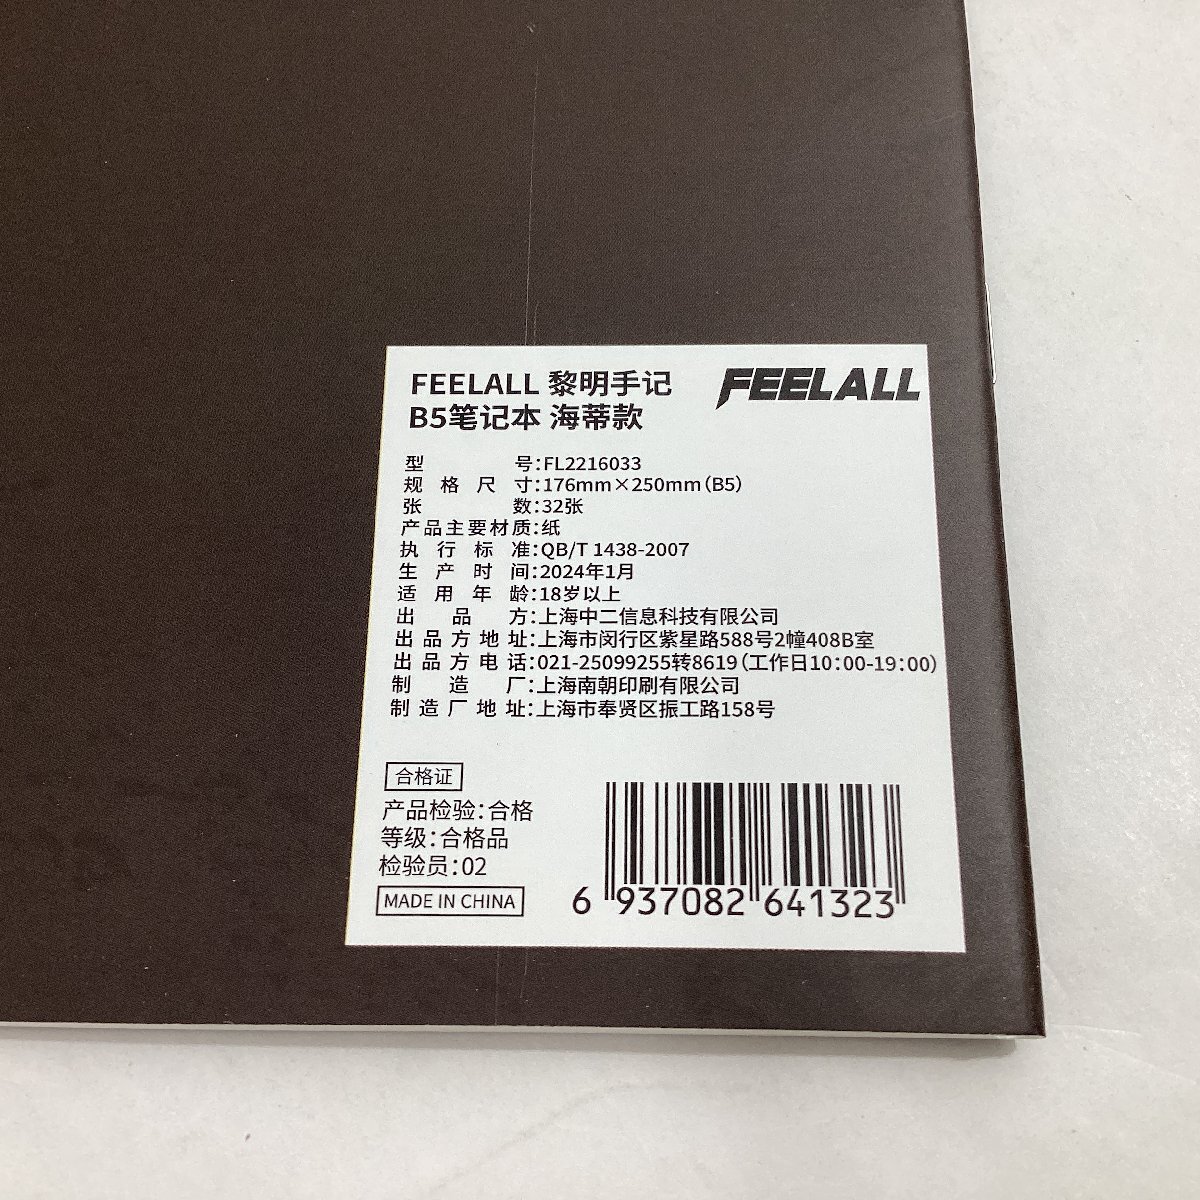 FEELALL 黎明手记
B5笔记本 海蒂款
FEELALL
型号:FL2216033
规格尺寸:176mm×250mm(B5)
张数:32张
产品主要材质:纸
执行标准:QB/T 1438-2007
生产时间:2024年1月
适用年龄:18岁以上
出品方:上海中二信息科技有限公司
出品方地址:上海市闵行区紫星路588号2幢408B室
出品方电话:021-25099255转8619(工作日10:00-19:00)
制造厂:上海南朝印刷有限公司
制造厂地址:上海市奉贤区振工路158号
合格证
产品检验:合格
等级:合格品
检验员:02
MADE IN CHINA
6 937082 641323